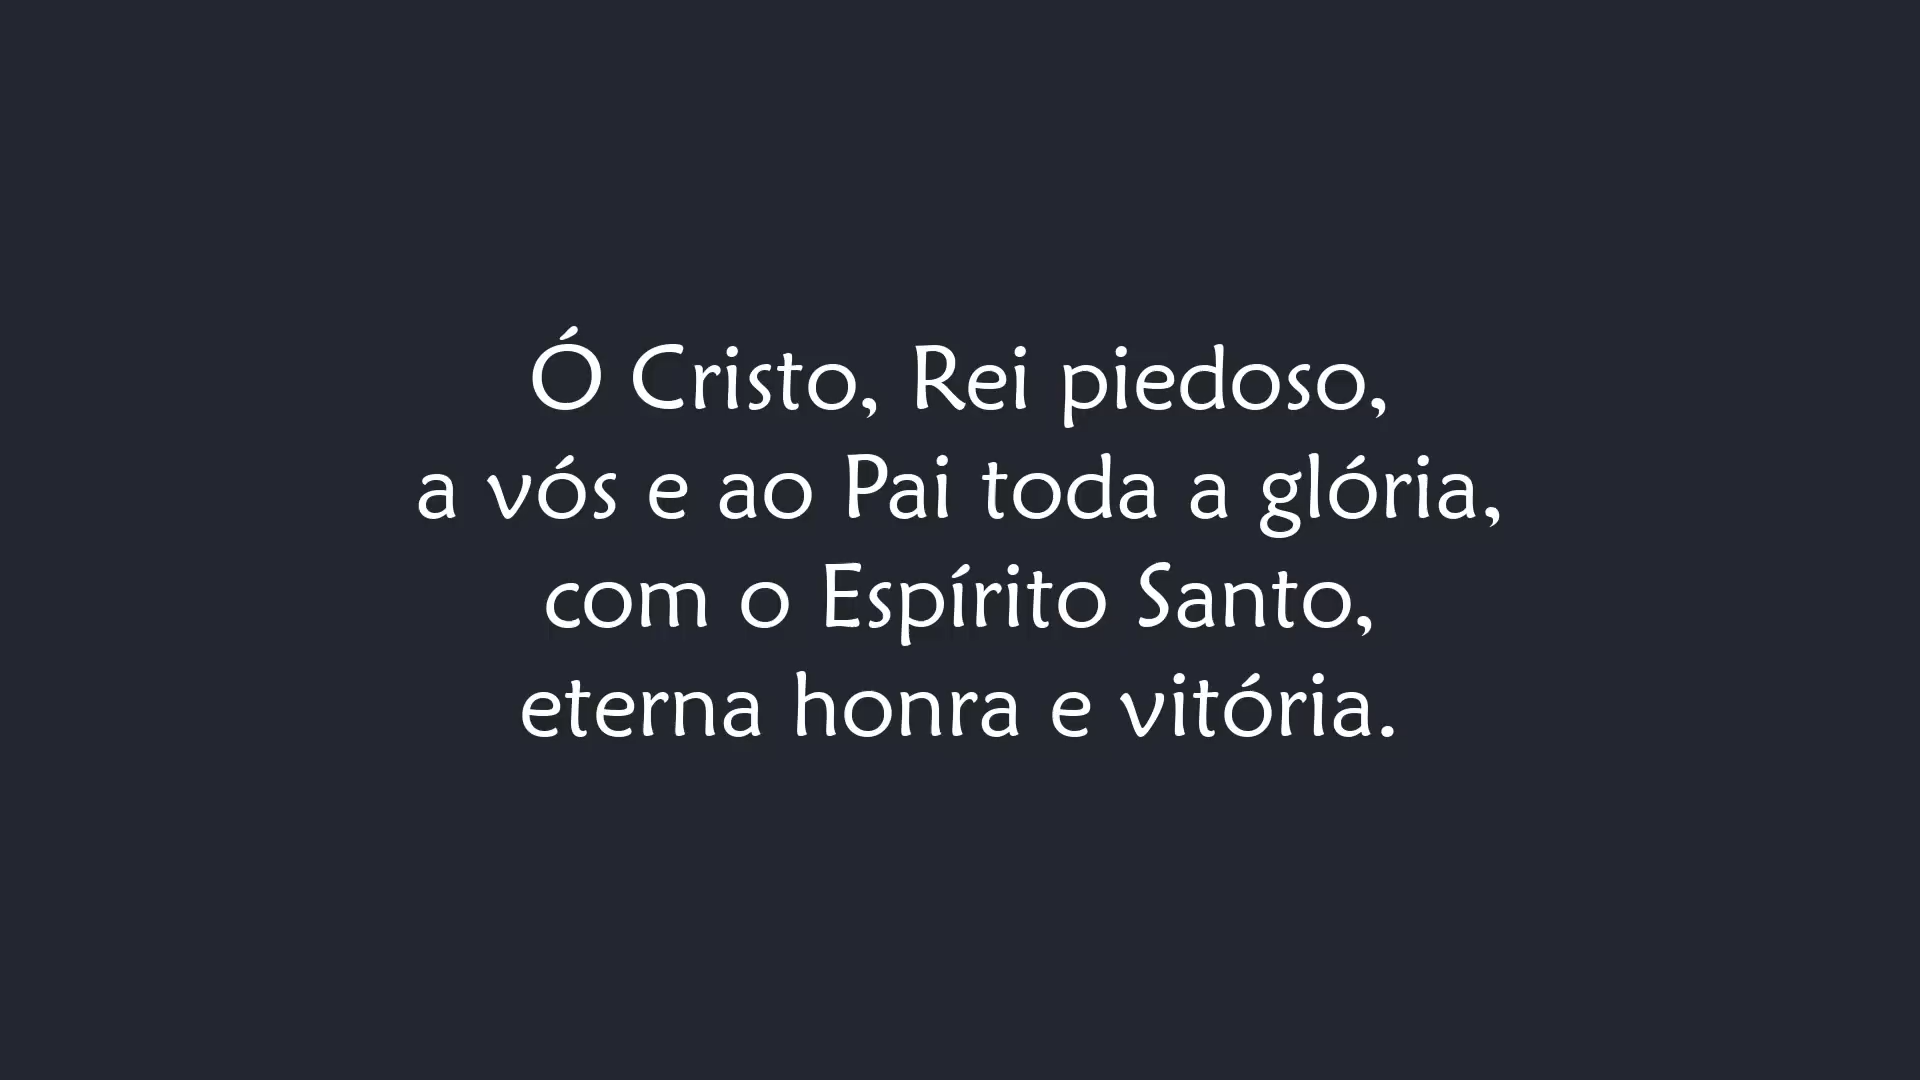 Ó Cristo, Rei piedoso,
a vós e ao Pai toda a glória,
com o Espírito Santo,
eterna honra e vitória.